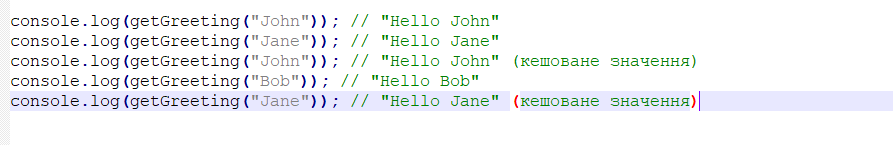 console.log(getGreeting("John")); // "Hello John"
console.log(getGreeting("Jane")); // "Hello Jane"
console.log(getGreeting("John")); // "Hello John" (кешоване значення)
console.log(getGreeting("Bob")); // "Hello Bob"
console.log(getGreeting("Jane")); // "Hello Jane" (кешоване значення)